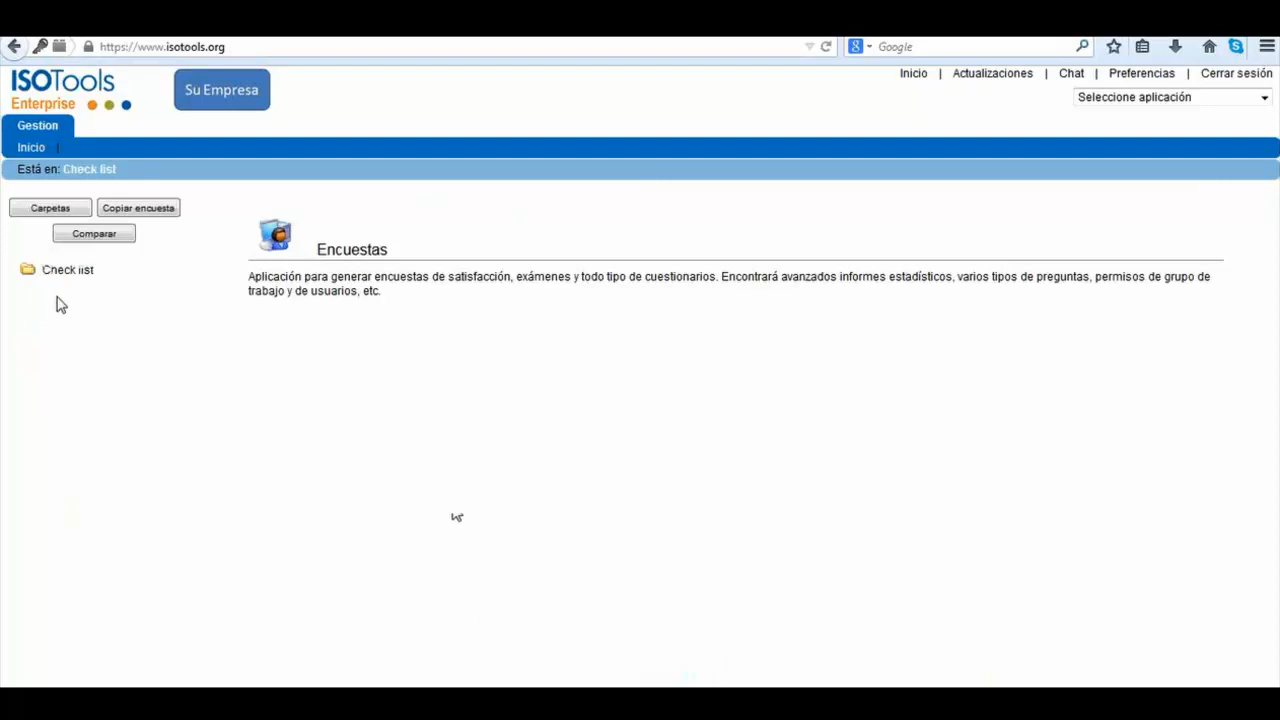 https://www.isotools.org
Google
ISOTools
Enterprise
Su Empresa
Inicio | Actualizaciones | Chat | Preferencias | Cerrar sesión
Seleccione aplicación
Gestion
Inicio |
Está en: Check list
Carpetas
Copiar encuesta
Comparar
Check list
Encuestas
Aplicación para generar encuestas de satisfacción, exámenes y todo tipo de cuestionarios. Encontrará avanzados informes estadísticos, varios tipos de preguntas, permisos de grupo de
trabajo y de usuarios, etc.